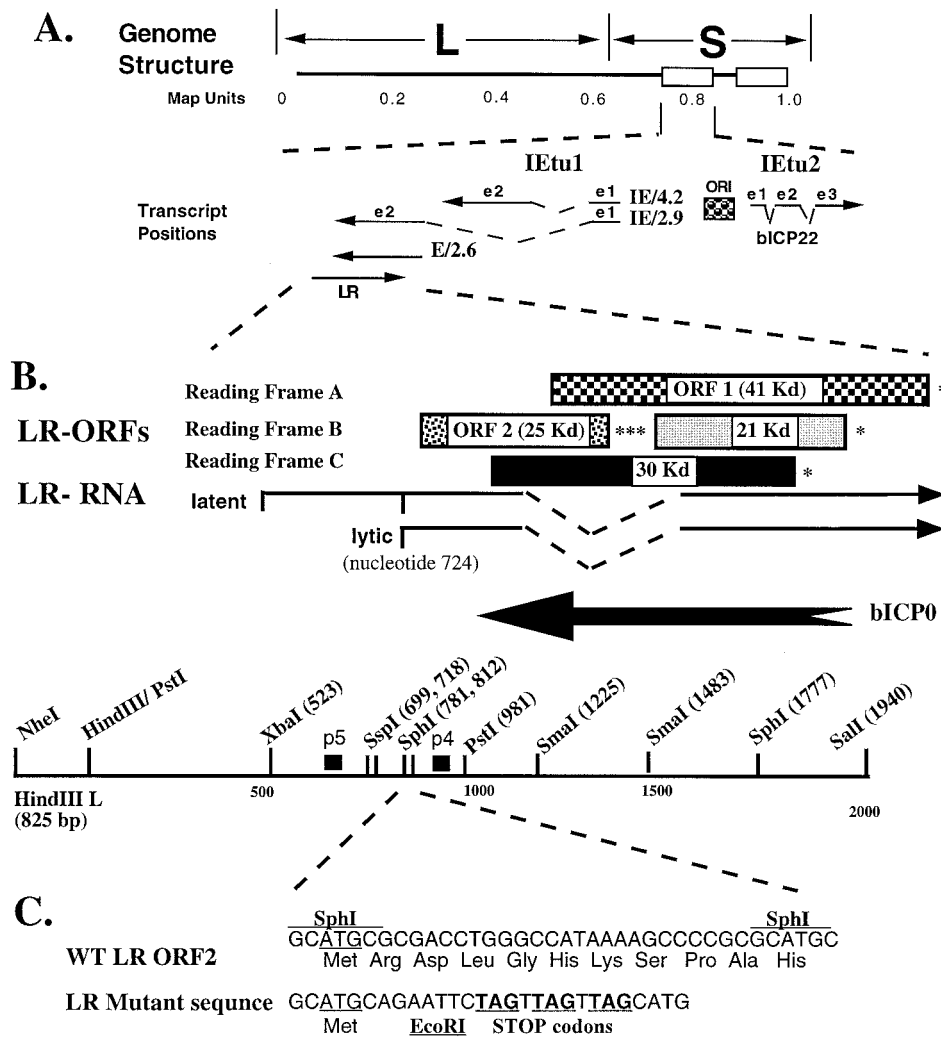 A.
Genome Structure
L
S
Map Units 0 0.2 0.4 0.6 0.8 1.0
IEtu1
IEtu2
Transcript Positions
e2
e1
IE/4.2
ORI
e1 e2 e3
e2
e1
IE/2.9
bICP22
E/2.6
LR
B.
LR-ORFs
Reading Frame A
ORF 1 (41 Kd)
*
Reading Frame B
ORF 2 (25 Kd)
***
21 Kd
*
Reading Frame C
30 Kd
*
LR- RNA
latent
lytic
(nucleotide 724)
bICP0
NheI
HindIII/ PstI
XbaI (523)
SspI (699, 718)
SphI (781, 812)
PstI (981)
SmaI (1225)
SmaI (1483)
SphI (1777)
SalI (1940)
p5
p4
HindIII L
(825 bp)
500
1000
1500
2000
C.
SphI
SphI
WT LR ORF2
GCATGCGCGACCTGGGCCATAAAAGCCCCGCGCATGC
Met Arg Asp Leu Gly His Lys Ser Pro Ala His
LR Mutant sequnce
GCATGCAGAATTCTAGTTAGTTAGCATG
Met
EcoRI
STOP codons